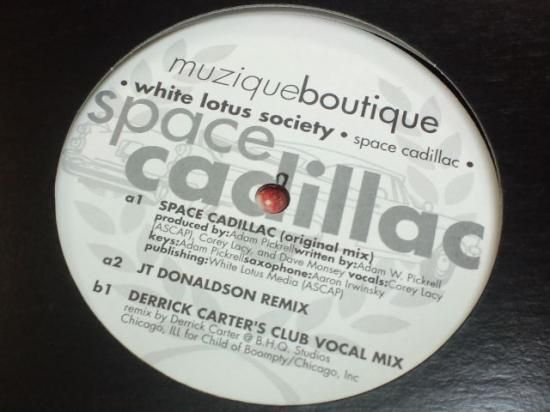 muziqueboutique
• white lotus society • space cadillac •
space
cadillac
a1 SPACE CADILLAC (original mix)
produced by:Adam Pickrell written by:Adam W. Pickrell
(ASCAP), Corey Lacy, and Dave Monsey vocals:Corey Lacy
keys:Adam Pickrell saxophone:Aaron Irwinsky
publishing:White Lotus Media (ASCAP)
a2 JT DONALDSON REMIX
b1 DERRICK CARTER'S CLUB VOCAL MIX
remix by Derrick Carter @ B.H.Q. Studios
Chicago, ILL for Child of Boompty/Chicago, Inc